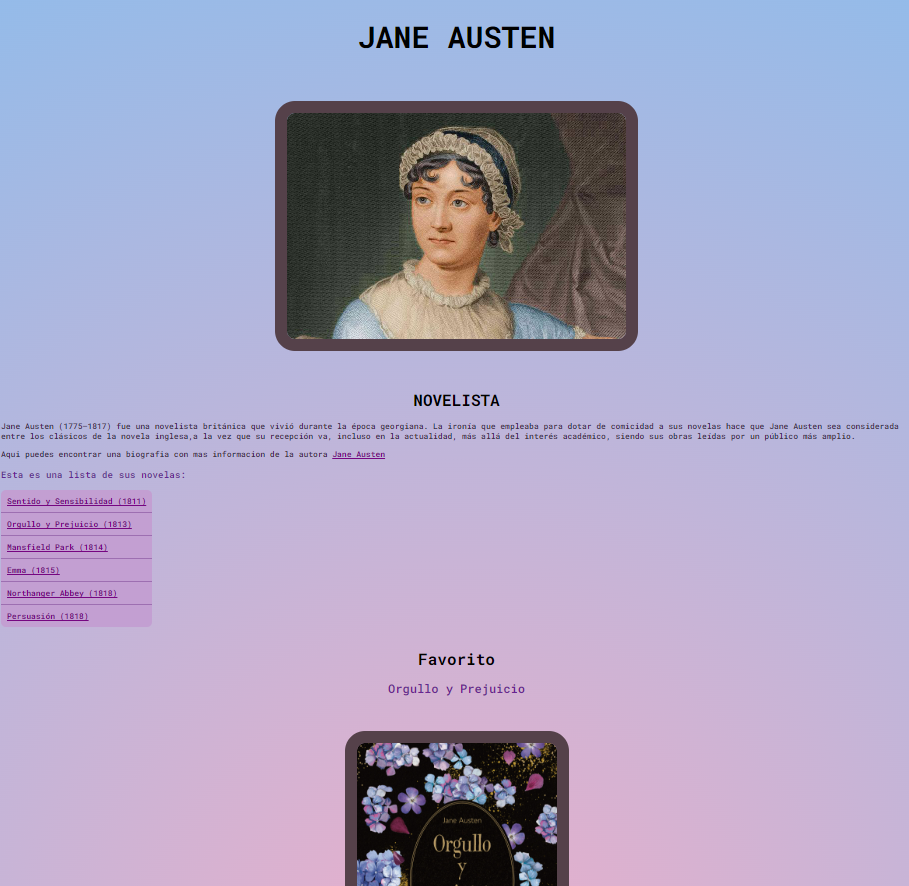 JANE AUSTEN
NOVELISTA
Jane Austen (1775–1817) fue una novelista británica que vivió durante la época georgiana. La ironía que empleaba para dotar de comicidad a sus novelas hace que Jane Austen sea considerada
entre los clásicos de la novela inglesa,a la vez que su recepción va, incluso en la actualidad, más allá del interés académico, siendo sus obras leídas por un público más amplio.
Aqui puedes encontrar una biografia con mas informacion de la autora Jane Austen
Esta es una lista de sus novelas:
Sentido y Sensibilidad (1811)
Orgullo y Prejuicio (1813)
Mansfield Park (1814)
Emma (1815)
Northanger Abbey (1818)
Persuasión (1818)
Favorito
Orgullo y Prejuicio
Jane Austen
Orgullo
y